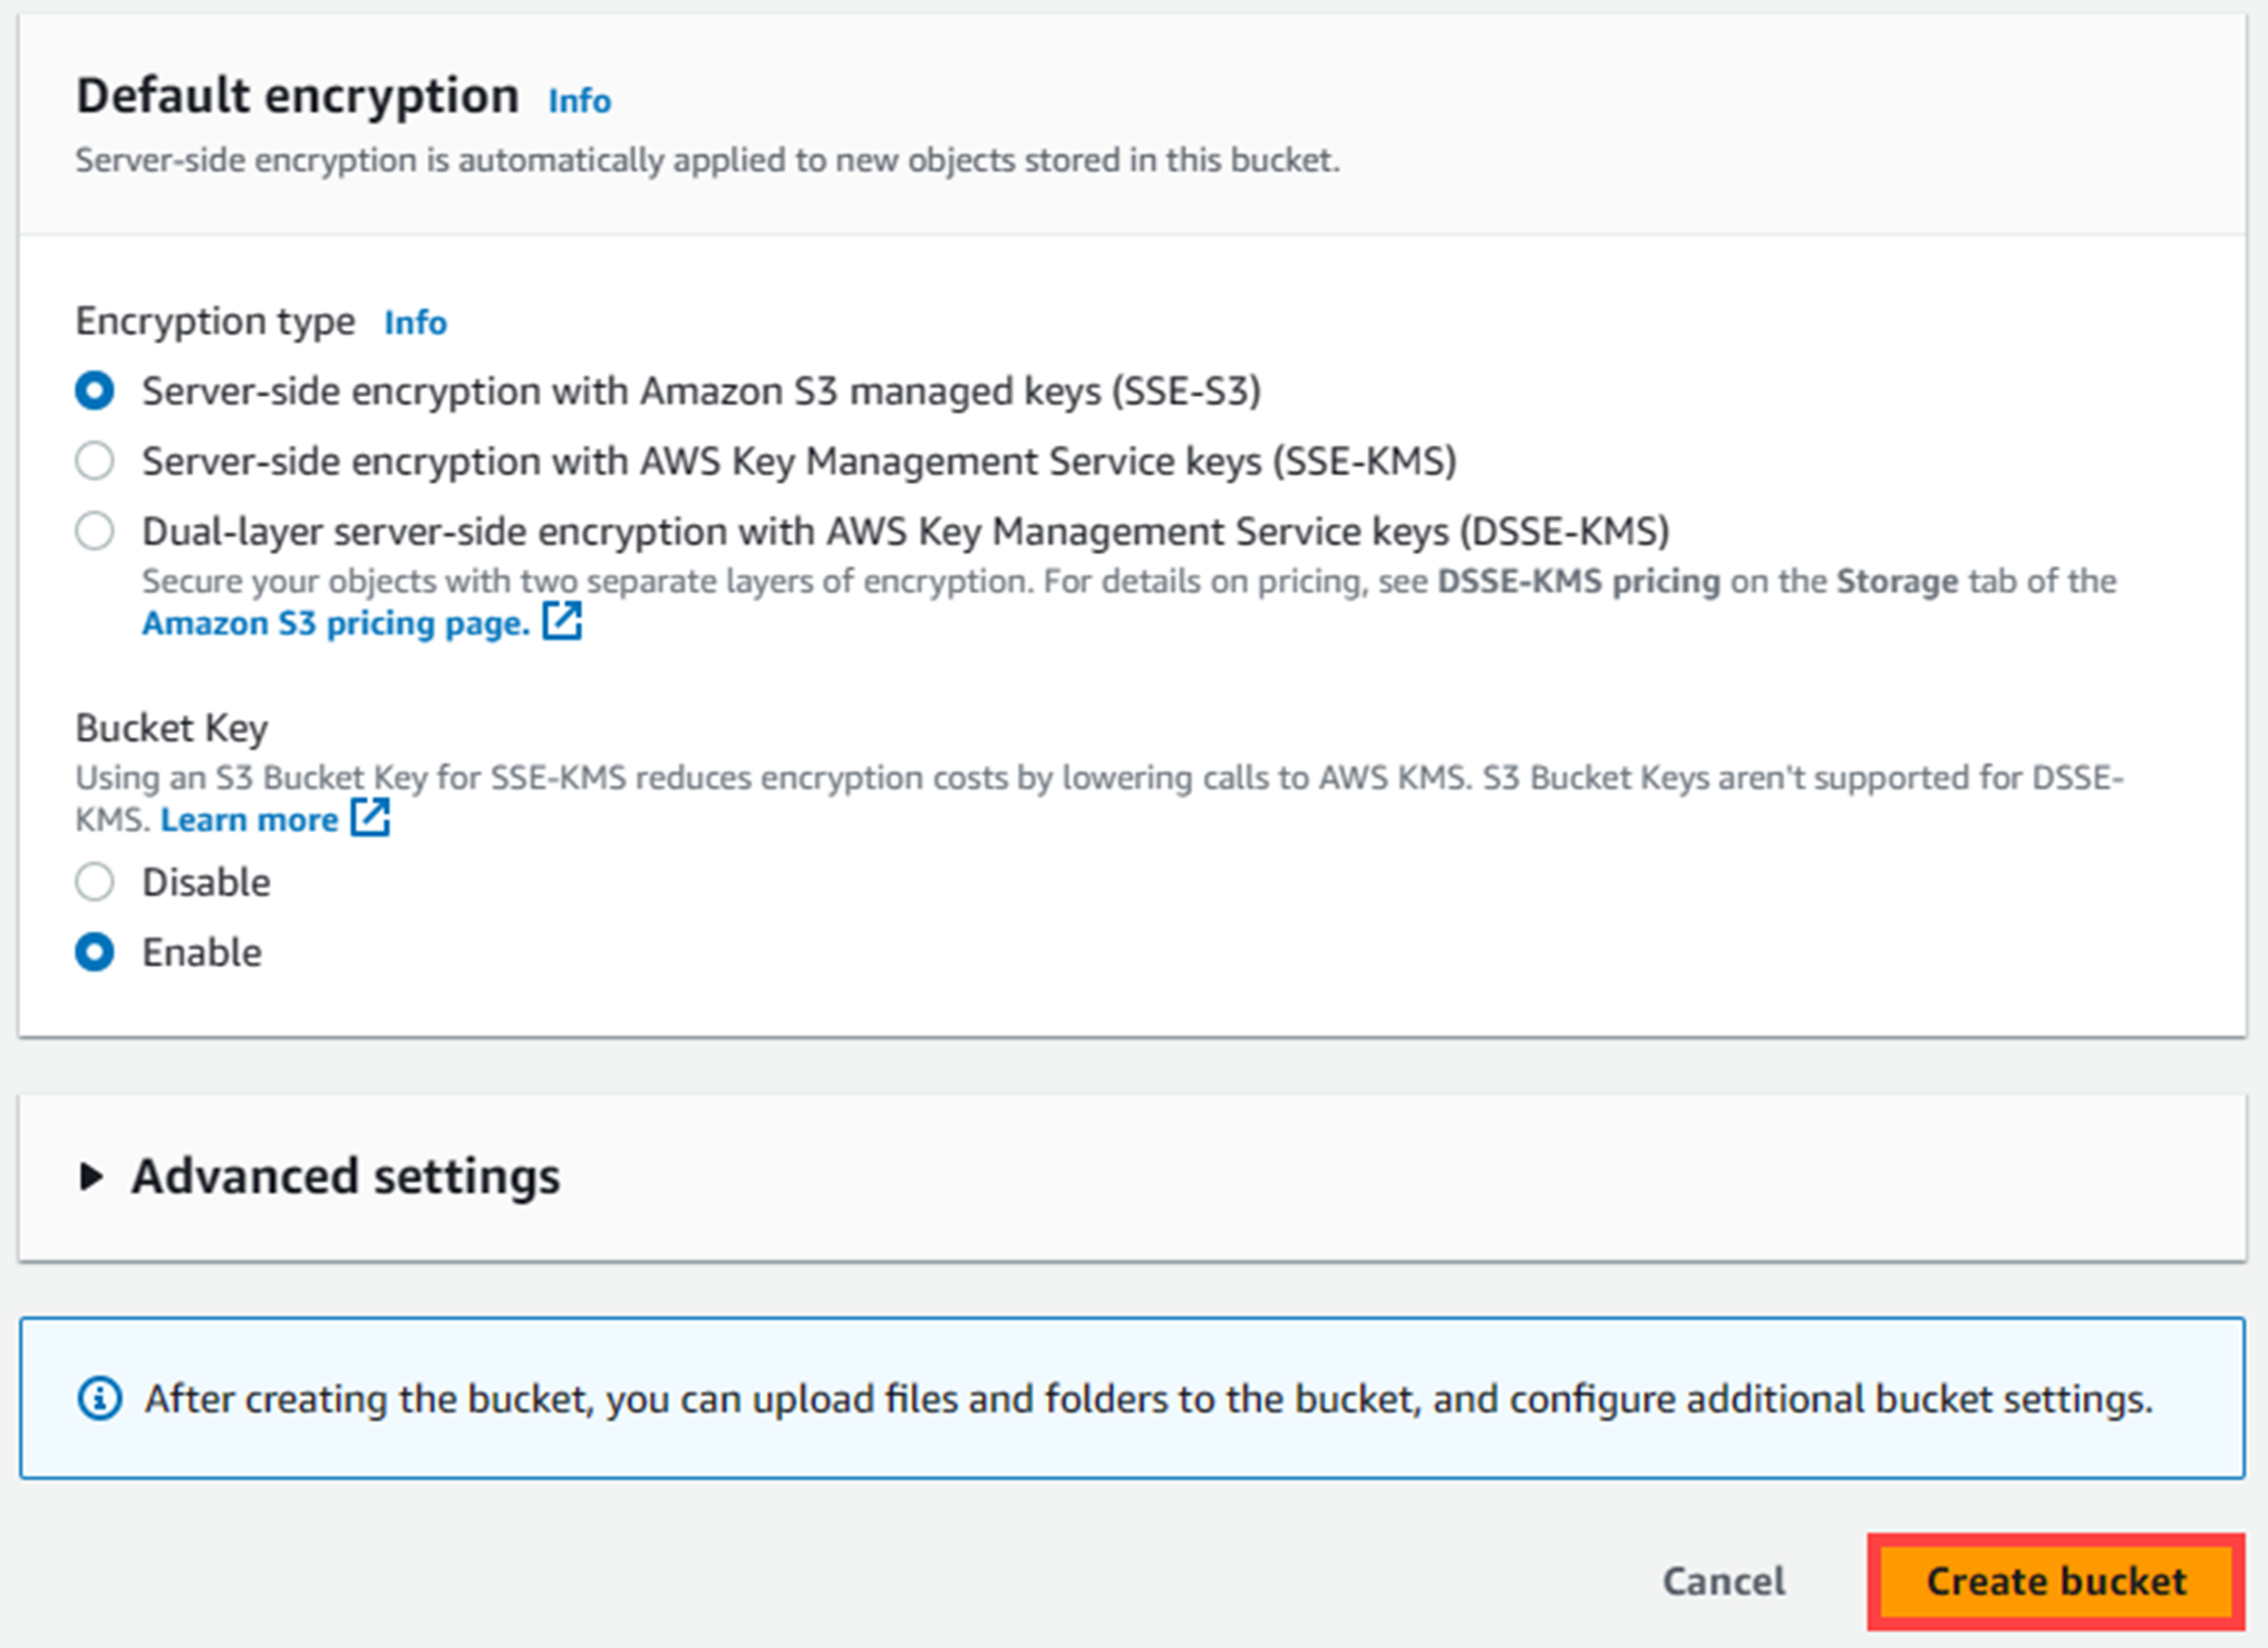 Default encryption Info
Server-side encryption is automatically applied to new objects stored in this bucket.
Encryption type Info
Server-side encryption with Amazon S3 managed keys (SSE-S3)
Server-side encryption with AWS Key Management Service keys (SSE-KMS)
Dual-layer server-side encryption with AWS Key Management Service keys (DSSE-KMS)
Secure your objects with two separate layers of encryption. For details on pricing, see DSSE-KMS pricing on the Storage tab of the
Amazon S3 pricing page.
Bucket Key
Using an S3 Bucket Key for SSE-KMS reduces encryption costs by lowering calls to AWS KMS. S3 Bucket Keys aren't supported for DSSE-
KMS. Learn more
Disable
Enable
Advanced settings
After creating the bucket, you can upload files and folders to the bucket, and configure additional bucket settings.
Cancel Create bucket